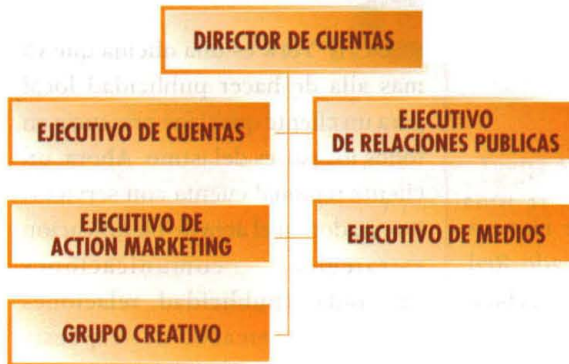 DIRECTOR DE CUENTAS
EJECUTIVO DE CUENTAS
EJECUTIVO
DE RELACIONES PUBLICAS
EJECUTIVO DE
ACTION MARKETING
EJECUTIVO DE MEDIOS
GRUPO CREATIVO